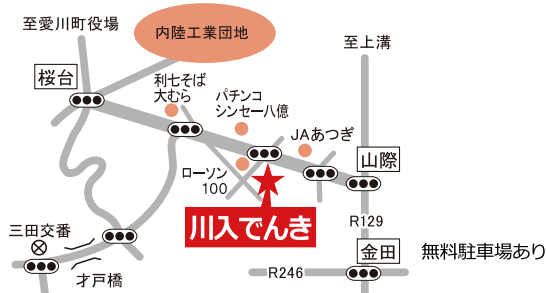 至愛川町役場
内陸工業団地
至上溝
桜台
利七そば
大むら
パチンコ
シンセー八億
JAあつぎ
山際
ローソン
100
川入でんき
R129
三田交番
金田
無料駐車場あり
才戸橋
R246